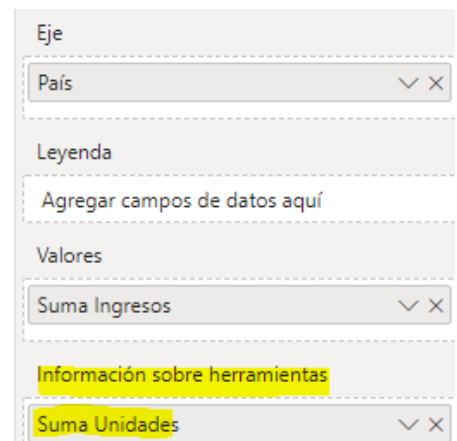 Eje
País
Leyenda
Agregar campos de datos aquí
Valores
Suma Ingresos
Información sobre herramientas
Suma Unidades